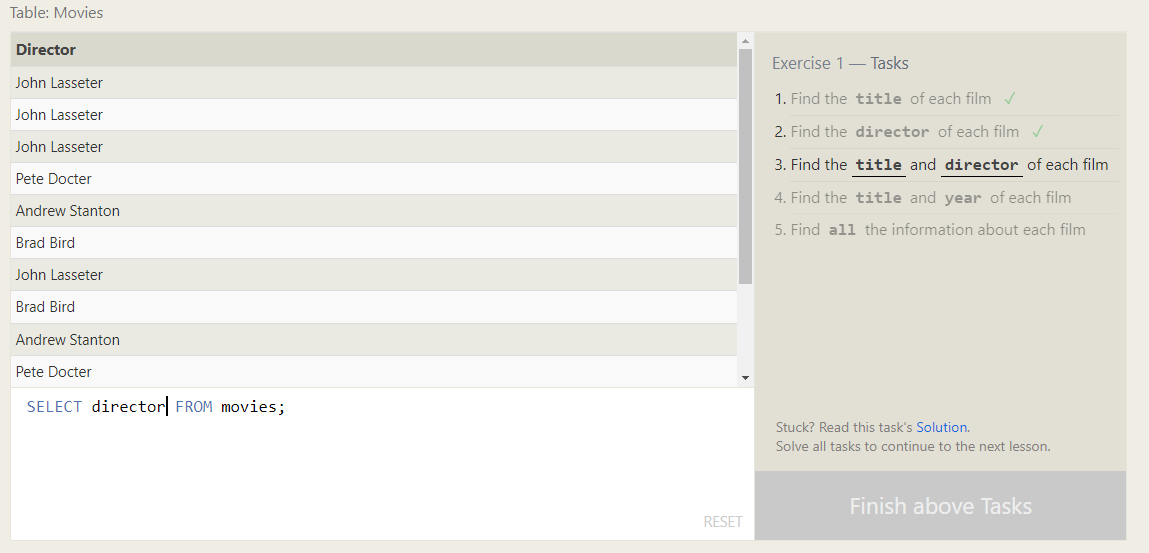 Table: Movies
Director
John Lasseter
John Lasseter
John Lasseter
Pete Docter
Andrew Stanton
Brad Bird
John Lasseter
Brad Bird
Andrew Stanton
Pete Docter
SELECT director FROM movies;
RESET
Exercise 1 — Tasks
1. Find the title of each film ✓
2. Find the director of each film ✓
3. Find the title and director of each film
4. Find the title and year of each film
5. Find all the information about each film
Stuck? Read this task's Solution.
Solve all tasks to continue to the next lesson.
Finish above Tasks